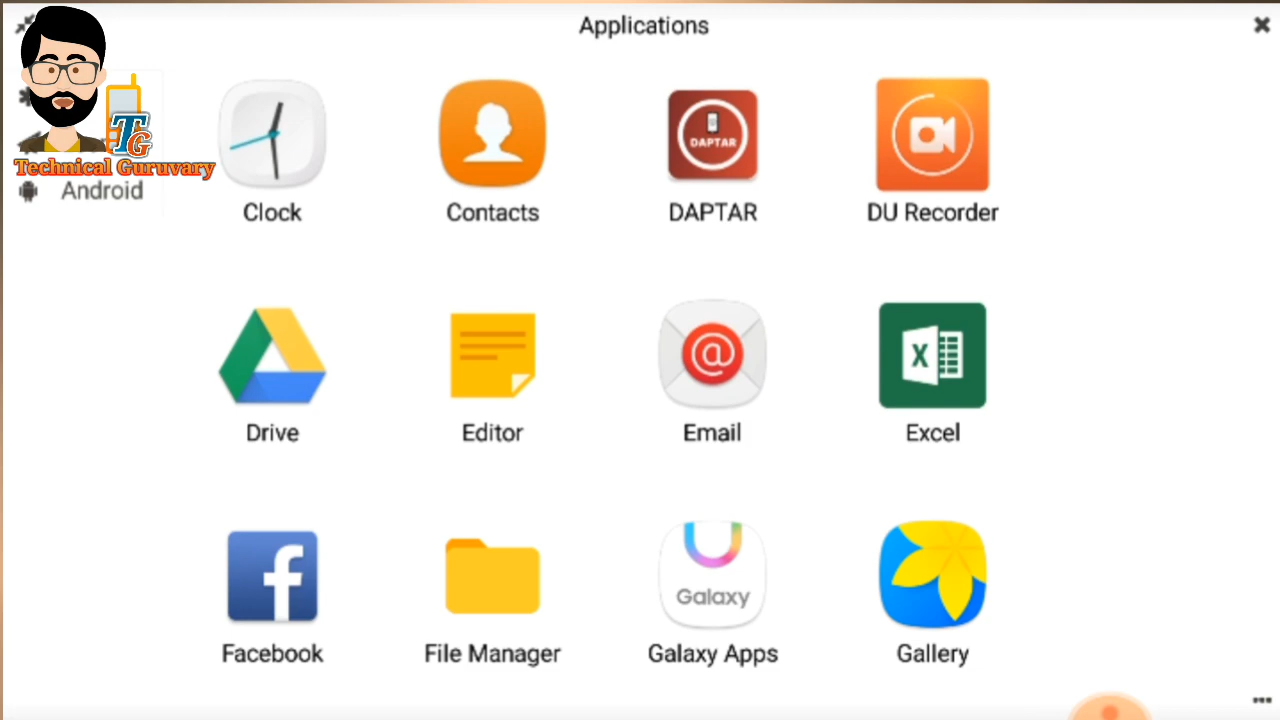 Applications
TG
Technical Guruvary
Android
DAPTAR
Clock
Contacts
DAPTAR
DU Recorder
@
X
Drive
Editor
Email
Excel
f
Galaxy
Facebook
File Manager
Galaxy Apps
Gallery